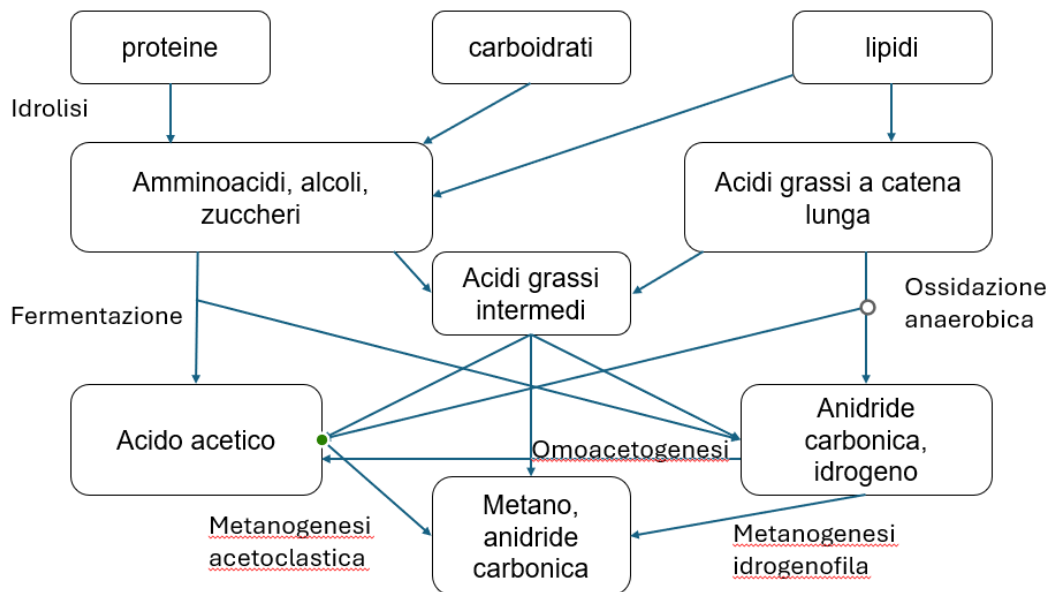 proteine
carboidrati
lipidi
Idrolisi
Amminoacidi, alcoli,
zuccheri
Acidi grassi a catena
lunga
Acidi grassi
intermedi
Ossidazione
anaerobica
Fermentazione
Acido acetico
Anidride
carbonica,
idrogeno
Omoacetogenesi
Metano,
anidride
carbonica
Metanogenesi
acetoclastica
Metanogenesi
idrogenofila